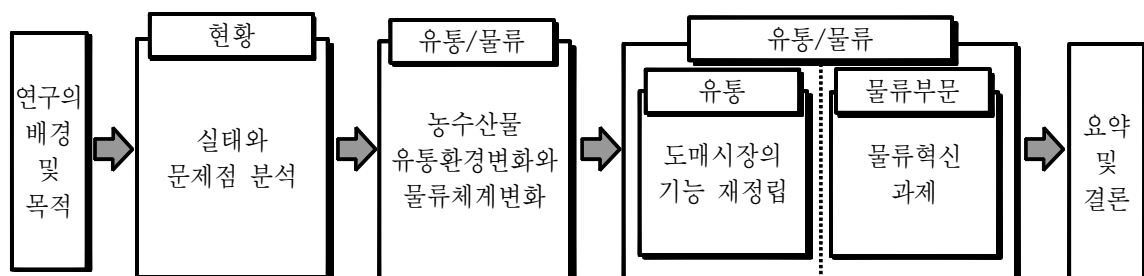 연구의
배경
및
목적
현황
실태와
문제점 분석
유통/물류
농수산물
유통환경변화와
물류체계변화
유통/물류
유통
도매시장의
기능 재정립
물류부문
물류혁신
과제
요약
및
결론